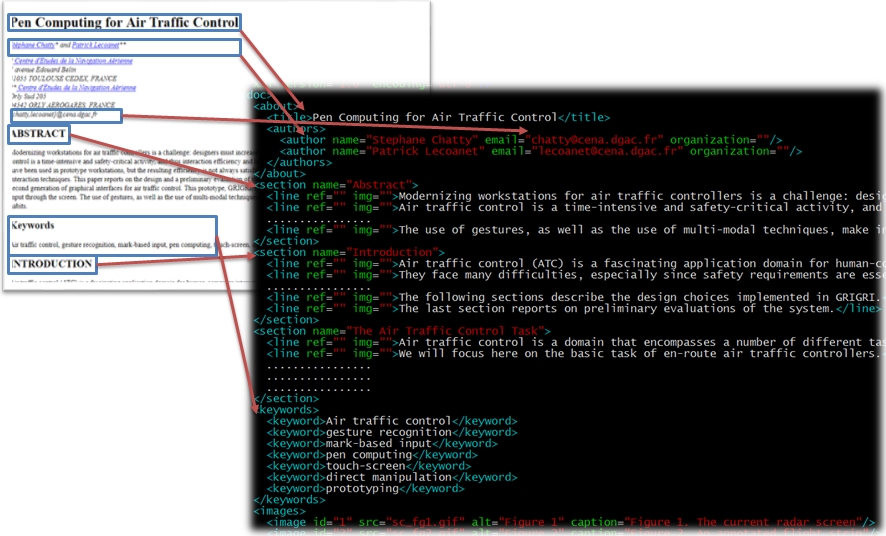 Pen Computing for Air Traffic Control
Stephane Chatty* and Patrick Lecoanet**
* Centre d'Etudes de la Navigation Aérienne
avenue Edouard Belin
31055 TOULOUSE CEDEX, FRANCE
** Centre d'Etudes de la Navigation Aérienne
Orly Sud 205
94542 ORLY AEROGARES, FRANCE
{chatty,lecoanet}@cena.dgac.fr
ABSTRACT
Modernizing workstations for air traffic controllers is a challenge: designers must increa
control is a time-intensive and safety-critical activity, and thus interaction efficiency and
have been used in prototype workstations, but the resulting efficiency is not always satis
interaction techniques. This paper reports on the design and a preliminary evaluation of
second generation of graphical interfaces for air traffic control. This prototype, GRIGRI
input through the screen. The use of gestures, as well as the use of multi-modal technique
habits.
Keywords
Air traffic control, gesture recognition, mark-based input, pen computing, touch-screen,
INTRODUCTION
doc>
<about>
<title>Pen Computing for Air Traffic Control</title>
<authors>
<author name="Stephane Chatty" email="chatty@cena.dgac.fr" organization=""/>
<author name="Patrick Lecoanet" email="lecoanet@cena.dgac.fr" organization=""/>
</authors>
</about>
<section name="Abstract">
<line ref="" img="">Modernizing workstations for air traffic controllers is a challenge: desig
<line ref="" img="">Air traffic control is a time-intensive and safety-critical activity, and
.........
<line ref="" img="">The use of gestures, as well as the use of multi-modal techniques, make in
</section>
<section name="Introduction">
<line ref="" img="">Air traffic control (ATC) is a fascinating application domain for human-co
<line ref="" img="">They face many difficulties, especially since safety requirements are esse
................
<line ref="" img="">The following sections describe the design choices implemented in GRIGRI.
<line ref="" img="">The last section reports on preliminary evaluations of the system.</line>
</section>
<section name="The Air Traffic Control Task">
<line ref="" img="">Air traffic control is a domain that encompasses a number of different tas
<line ref="" img="">We will focus here on the basic task of en-route air traffic controllers.
................
................
................
</section>
<keywords>
<keyword>Air traffic control</keyword>
<keyword>gesture recognition</keyword>
<keyword>mark-based input</keyword>
<keyword>pen computing</keyword>
<keyword>touch-screen</keyword>
<keyword>direct manipulation</keyword>
<keyword>prototyping</keyword>
</keywords>
<images>
<image id="1" src="sc_fg1.gif" alt="Figure 1" caption="Figure 1. The current radar screen"/>